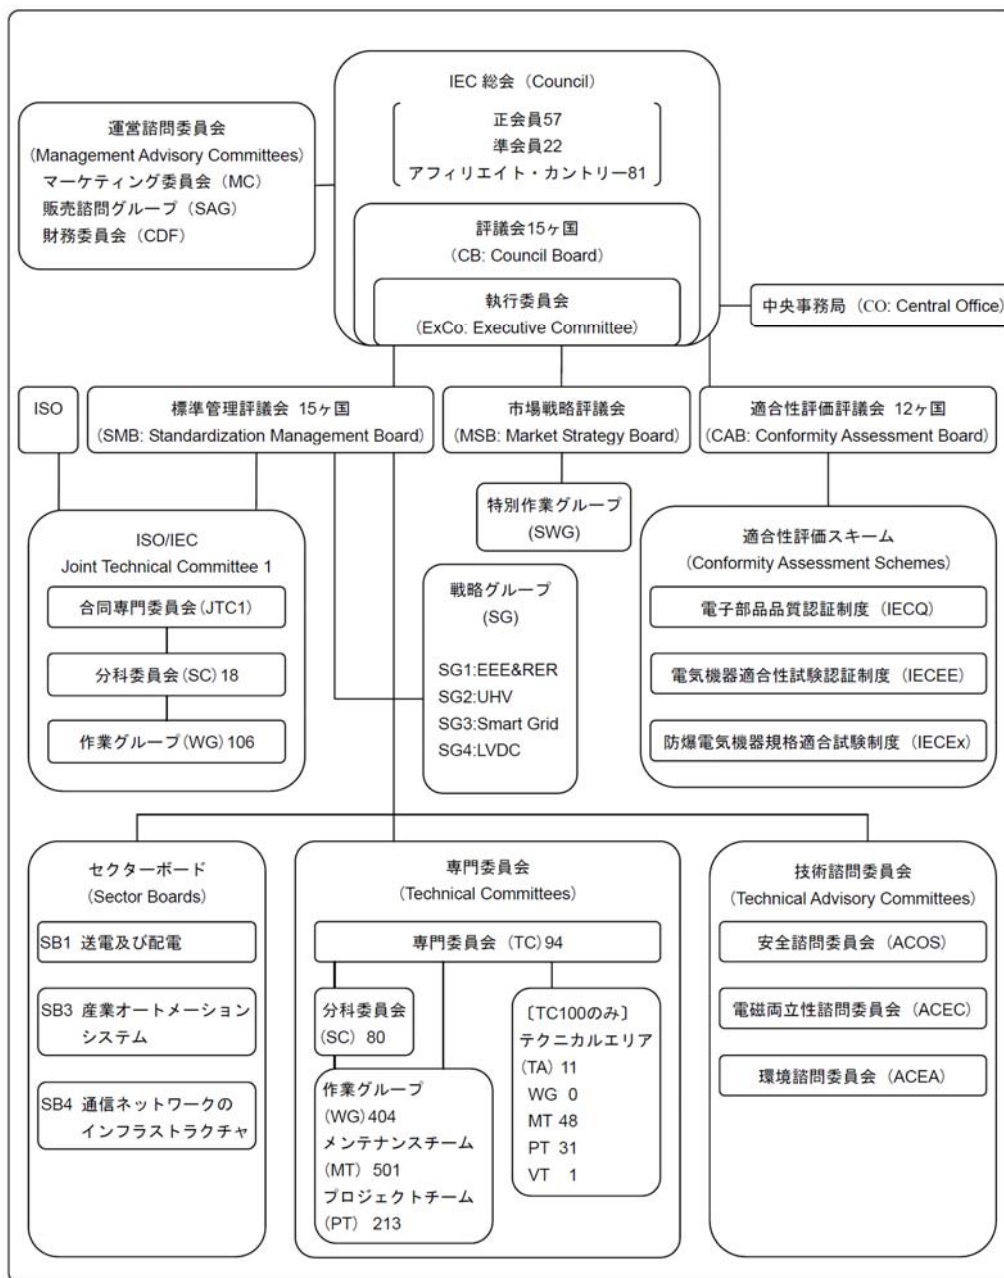 IEC 総会（Council）
正会員57
準会員22
アフィリエイト・カントリー81
運営諮問委員会
(Management Advisory Committees)
マーケティング委員会（MC）
販売諮問グループ（SAG）
財務委員会（CDF）
評議会15ヶ国
(CB: Council Board)
執行委員会
(ExCo: Executive Committee)
中央事務局（CO: Central Office)
ISO
標準管理評議会 15ヶ国
(SMB: Standardization Management Board)
市場戦略評議会
(MSB: Market Strategy Board)
適合性評価評議会 12ヶ国
(CAB: Conformity Assessment Board)
特別作業グループ
(SWG)
ISO/IEC
Joint Technical Committee 1
合同専門委員会(JTC1)
分科委員会(SC) 18
作業グループ(WG) 106
戦略グループ
(SG)
SG1:EEE&RER
SG2:UHV
SG3:Smart Grid
SG4:LVDC
適合性評価スキーム
(Conformity Assessment Schemes)
電子部品品質認証制度（IECQ）
電気機器適合性試験認証制度（IECEE）
防爆電気機器規格適合試験制度（IECEx）
セクターボード
(Sector Boards)
SB1 送電及び配電
SB3 産業オートメーション
システム
SB4 通信ネットワークの
インフラストラクチャ
専門委員会
(Technical Committees)
専門委員会（TC）94
分科委員会
(SC) 80
作業グループ
(WG) 404
メンテナンスチーム
(MT) 501
プロジェクトチーム
(PT) 213
〔TC100のみ〕
テクニカルエリア
(TA) 11
WG 0
MT 48
PT 31
VT 1
技術諮問委員会
(Technical Advisory Committees)
安全諮問委員会（ACOS）
電磁両立性諮問委員会（ACEC）
環境諮問委員会（ACEA）